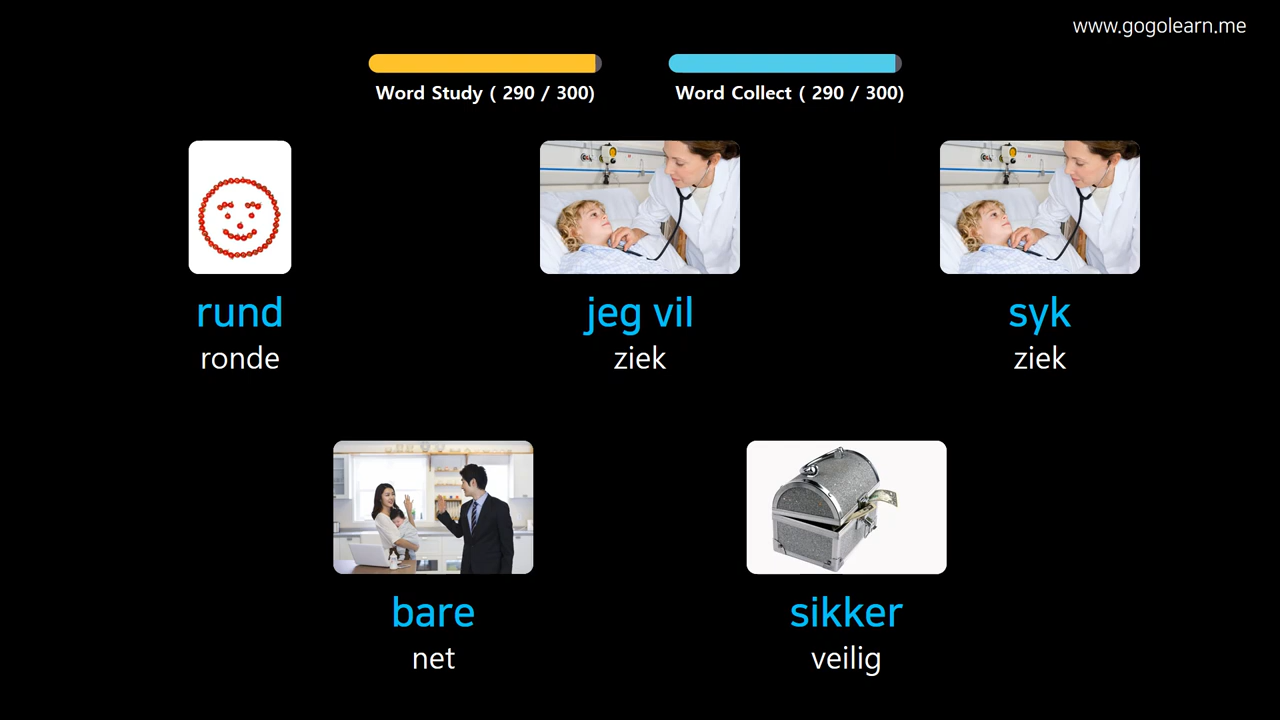 www.gogolearn.me
Word Study ( 290 / 300)
Word Collect ( 290 / 300)
rund
ronde
jeg vil
ziek
syk
ziek
bare
net
sikker
veilig